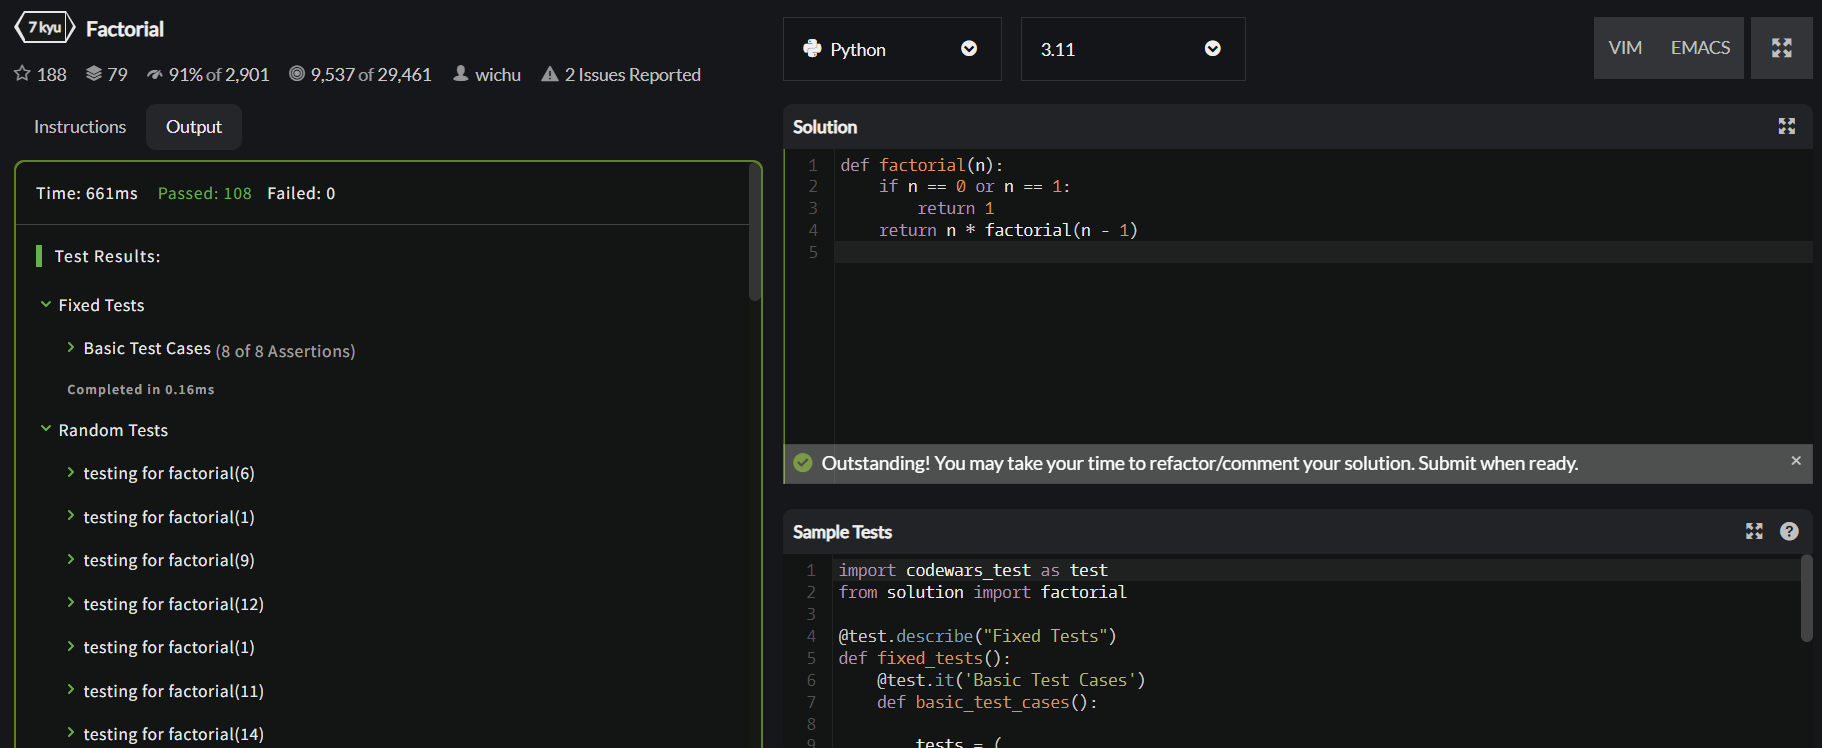 7 kyu Factorial
188 79 91% of 2,901 9,537 of 29,461 wichu 2 Issues Reported
Instructions Output
Time: 661ms Passed: 108 Failed: 0
Test Results:
Fixed Tests
Basic Test Cases (8 of 8 Assertions)
Completed in 0.16ms
Random Tests
testing for factorial(6)
testing for factorial(1)
testing for factorial(9)
testing for factorial(12)
testing for factorial(1)
testing for factorial(11)
testing for factorial(14)
Python 3.11 VIM EMACS
Solution
1 def factorial(n):
2     if n == 0 or n == 1:
3         return 1
4     return n * factorial(n - 1)
5
Outstanding! You may take your time to refactor/comment your solution. Submit when ready. ×
Sample Tests ?
1 import codewars_test as test
2 from solution import factorial
3
4 @test.describe("Fixed Tests")
5 def fixed_tests():
6     @test.it('Basic Test Cases')
7     def basic_test_cases():
8
9         tests = (